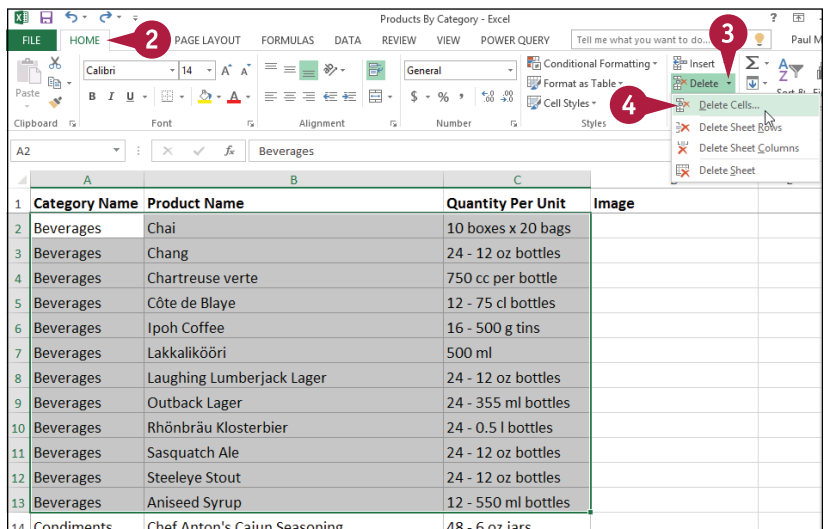 Products By Category - Excel ?
FILE HOME 2 PAGE LAYOUT FORMULAS DATA REVIEW VIEW POWER QUERY Tell me what you want to do... 3 Paul M
Calibri 14 A A General Conditional Formatting Insert Σ A Z
Paste B I U A $ % , Format as Table Delete
Cell Styles 4 Delete Cells...
Clipboard Font Alignment Number Styles Delete Sheet Rows
Delete Sheet Columns
Delete Sheet
A2 fx Beverages
A B C
1 Category Name Product Name Quantity Per Unit Image
2 Beverages Chai 10 boxes x 20 bags
3 Beverages Chang 24 - 12 oz bottles
4 Beverages Chartreuse verte 750 cc per bottle
5 Beverages Côte de Blaye 12 - 75 cl bottles
6 Beverages Ipoh Coffee 16 - 500 g tins
7 Beverages Lakkalikööri 500 ml
8 Beverages Laughing Lumberjack Lager 24 - 12 oz bottles
9 Beverages Outback Lager 24 - 355 ml bottles
10 Beverages Rhönbräu Klosterbier 24 - 0.5 l bottles
11 Beverages Sasquatch Ale 24 - 12 oz bottles
12 Beverages Steeleye Stout 24 - 12 oz bottles
13 Beverages Aniseed Syrup 12 - 550 ml bottles
14 Condiments Chef Anton's Cajun Seasoning 48 - 6 oz jars